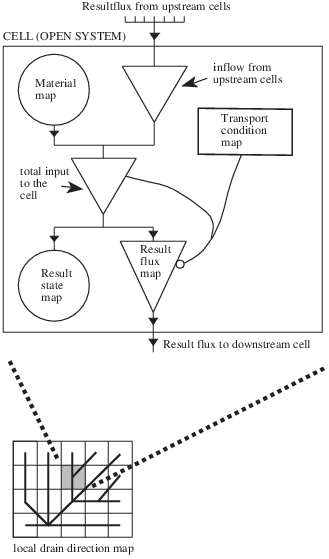 Resultflux from upstream cells
CELL (OPEN SYSTEM)
Material
map
inflow from
upstream cells
Transport
condition
map
total input
to the
cell
Result
state
map
Result
flux
map
Result flux to downstream cell
local drain direction map